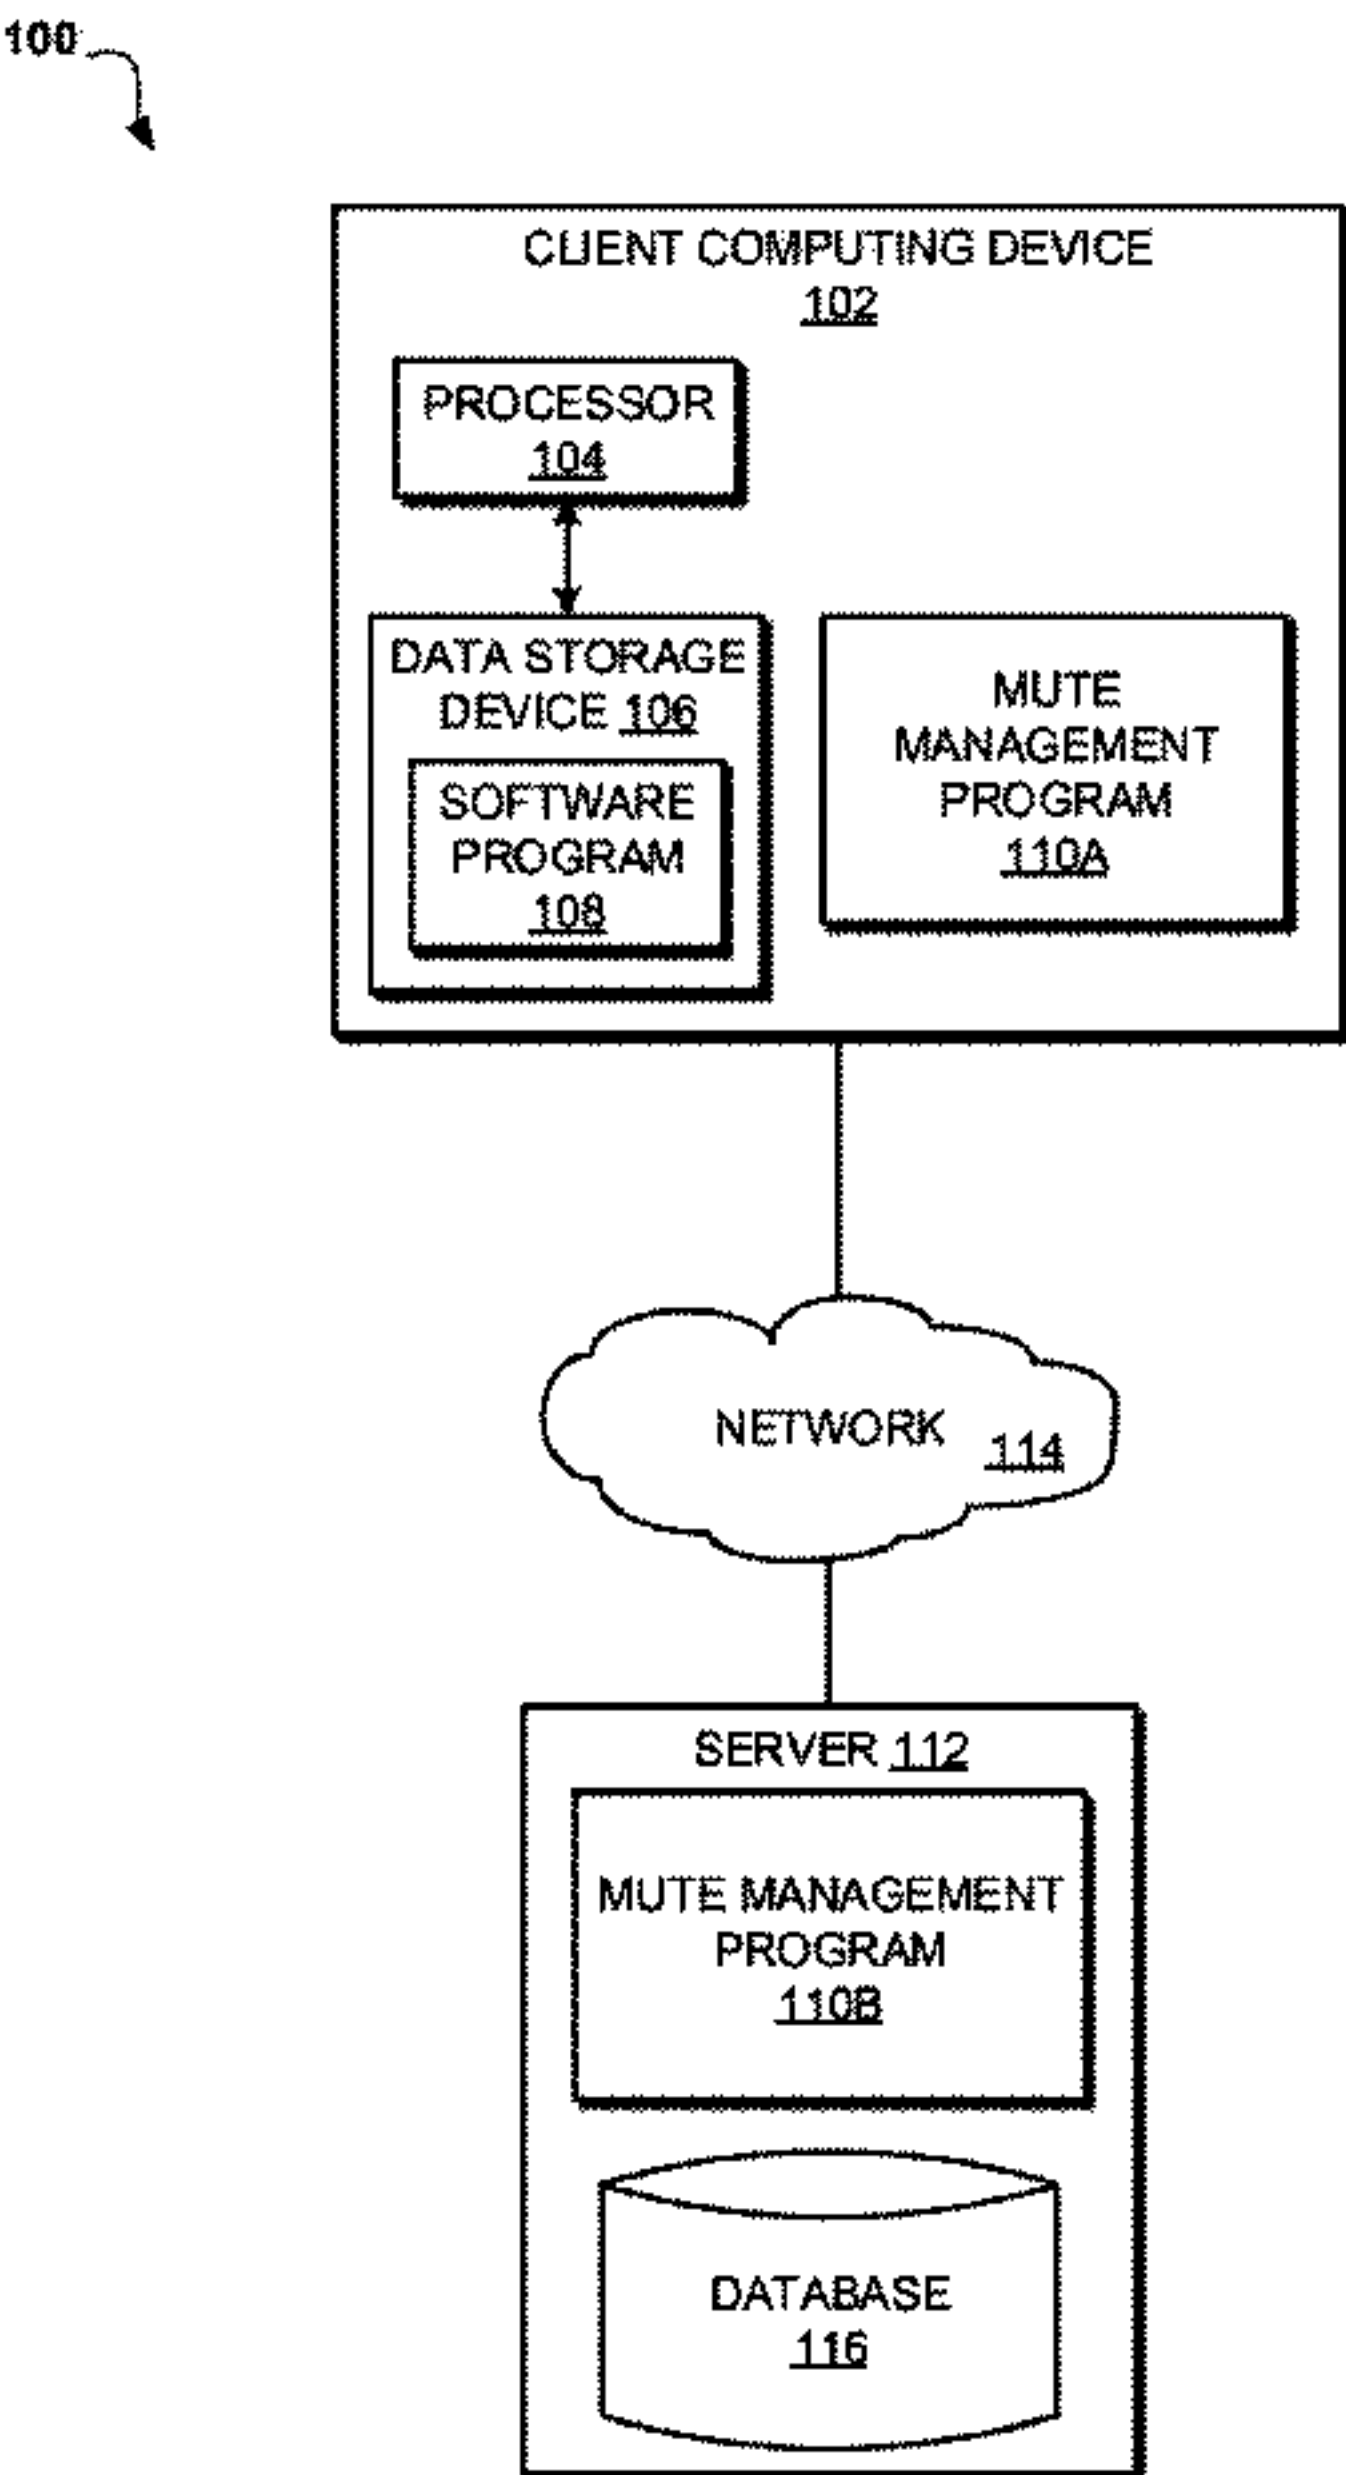 100
CLIENT COMPUTING DEVICE
102
PROCESSOR
104
DATA STORAGE
DEVICE 106
SOFTWARE
PROGRAM
108
MUTE
MANAGEMENT
PROGRAM
110A
NETWORK 114
SERVER 112
MUTE MANAGEMENT
PROGRAM
110B
DATABASE
116